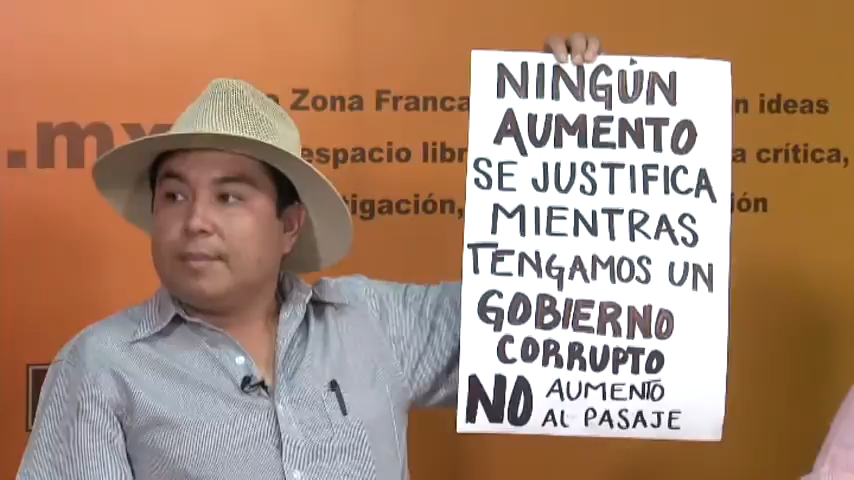 Zona Franca
n ideas
.mx
espacio libr
a crítica,
tigación,
ión
NINGÚN
AUMENTO
SE JUSTIFICA
MIENTRAS
TENGAMOS UN
GOBIERNO
CORRUPTO
NO AUMENTO
AL PASAJE